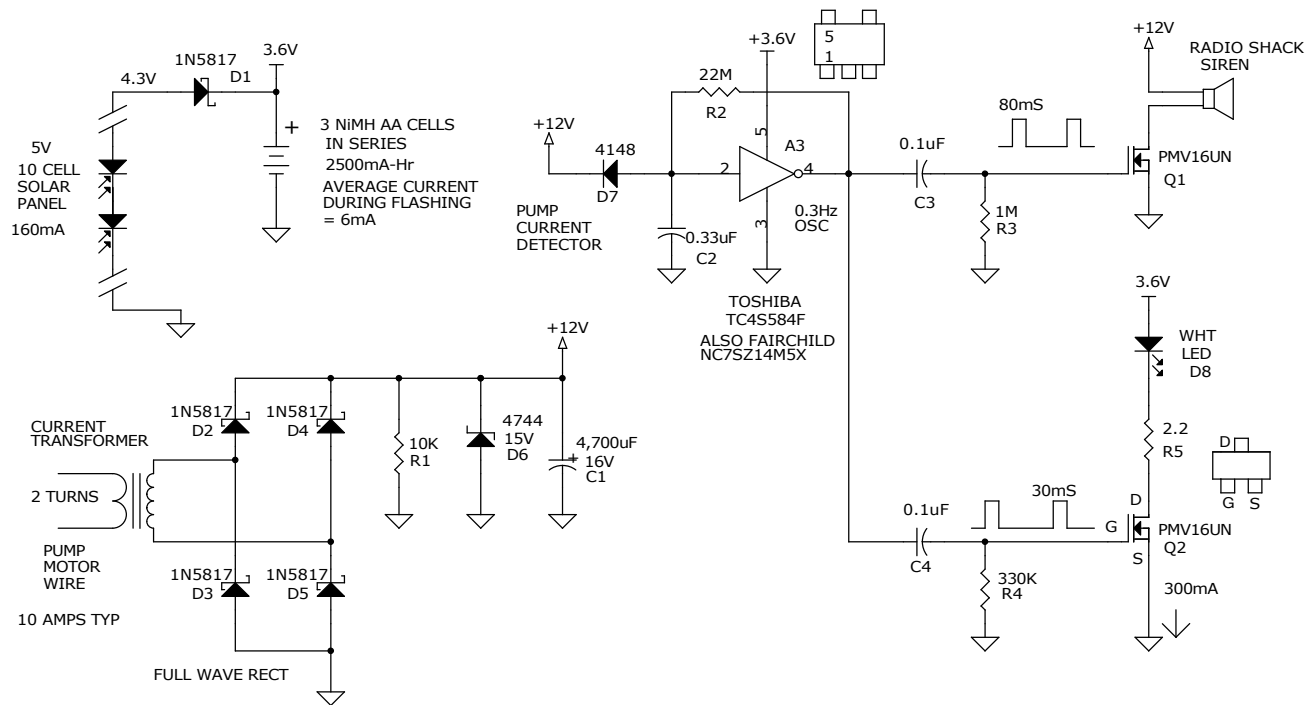 1N5817
D1
3.6V
4.3V
5V
10 CELL
SOLAR
PANEL
160mA
+
3 NiMH AA CELLS
IN SERIES
2500mA-Hr
AVERAGE CURRENT
DURING FLASHING
= 6mA
+12V
4148
D7
PUMP
CURRENT
DETECTOR
22M
R2
+3.6V
5
1
5
A3
2
4
3
0.33uF
C2
0.3Hz
OSC
TOSHIBA
TC4S584F
ALSO FAIRCHILD
NC7SZ14M5X
0.1uF
C3
80mS
1M
R3
+12V
RADIO SHACK
SIREN
PMV16UN
Q1
3.6V
WHT
LED
D8
2.2
R5
D
G
S
0.1uF
C4
30mS
330K
R4
D
G
S
PMV16UN
Q2
300mA
CURRENT
TRANSFORMER
2 TURNS
PUMP
MOTOR
WIRE
10 AMPS TYP
1N5817
D2
1N5817
D4
1N5817
D3
1N5817
D5
FULL WAVE RECT
10K
R1
4744
15V
D6
+12V
+
4,700uF
16V
C1